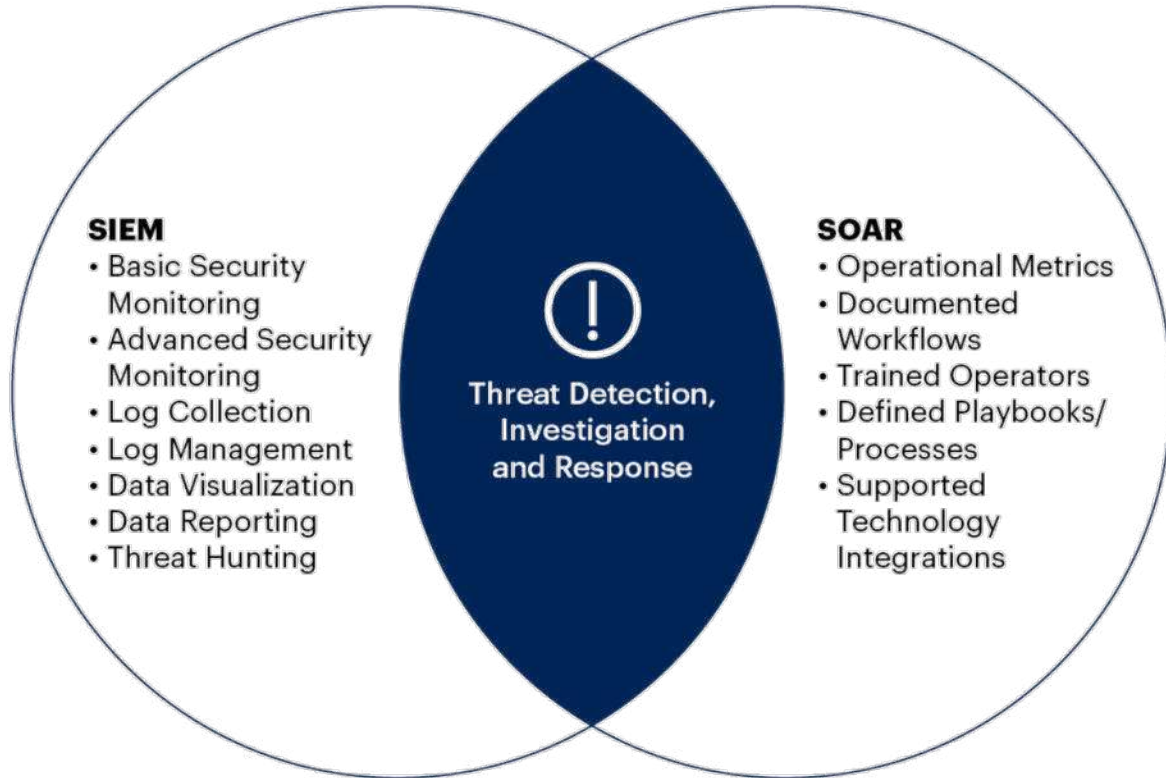 SIEM
• Basic Security
Monitoring
• Advanced Security
Monitoring
• Log Collection
• Log Management
• Data Visualization
• Data Reporting
• Threat Hunting
Threat Detection,
Investigation
and Response
SOAR
• Operational Metrics
• Documented
Workflows
• Trained Operators
• Defined Playbooks/
Processes
• Supported
Technology
Integrations